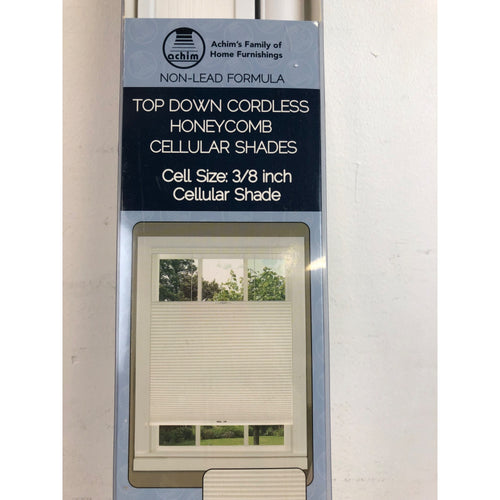 achim
Achim's Family of
Home Furnishings
NON-LEAD FORMULA
TOP DOWN CORDLESS
HONEYCOMB
CELLULAR SHADES
Cell Size: 3/8 inch
Cellular Shade